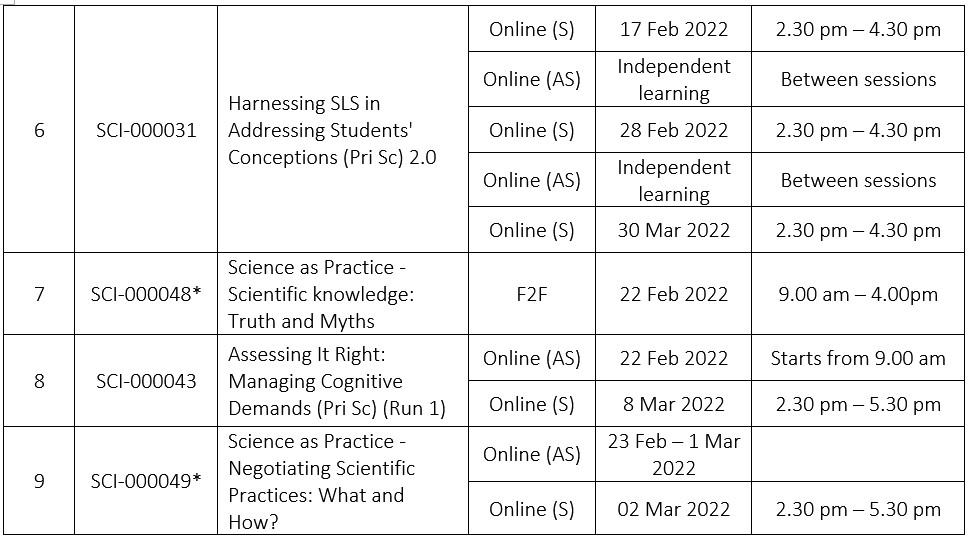 Online (S) 17 Feb 2022 2.30 pm – 4.30 pm
Online (AS) Independent learning Between sessions
6 SCI-000031 Harnessing SLS in Addressing Students' Conceptions (Pri Sc) 2.0 Online (S) 28 Feb 2022 2.30 pm – 4.30 pm
Online (AS) Independent learning Between sessions
Online (S) 30 Mar 2022 2.30 pm – 4.30 pm
7 SCI-000048* Science as Practice - Scientific knowledge: Truth and Myths F2F 22 Feb 2022 9.00 am – 4.00pm
8 SCI-000043 Assessing It Right: Managing Cognitive Demands (Pri Sc) (Run 1) Online (AS) 22 Feb 2022 Starts from 9.00 am
Online (S) 8 Mar 2022 2.30 pm – 5.30 pm
9 SCI-000049* Science as Practice - Negotiating Scientific Practices: What and How? Online (AS) 23 Feb – 1 Mar 2022
Online (S) 02 Mar 2022 2.30 pm – 5.30 pm